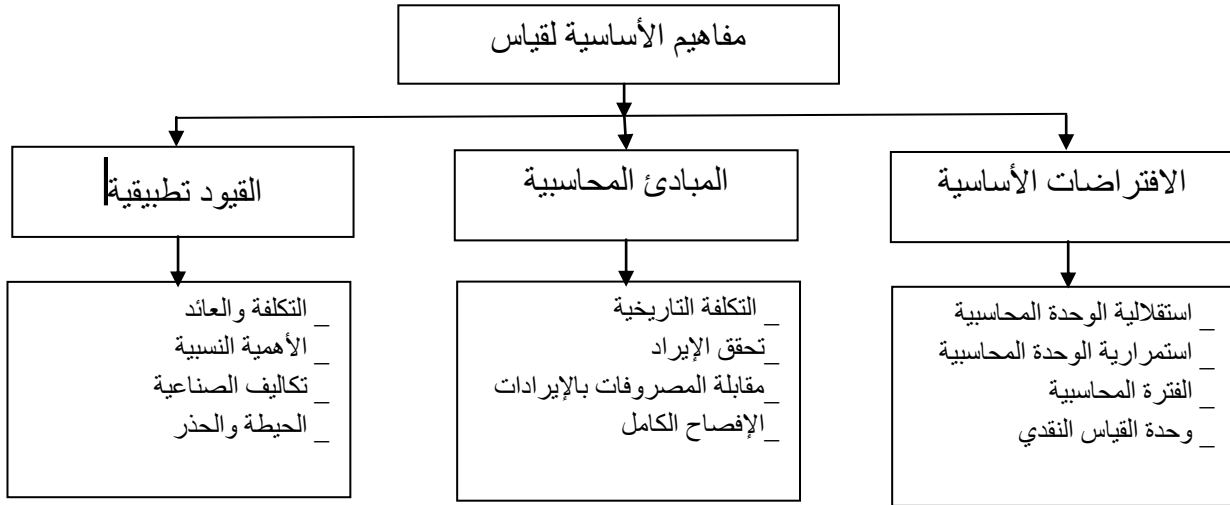 مفاهيم الأساسية لقياس
الافتراضات الأساسية
المبادئ المحاسبية
القيود تطبيقية
_ استقلالية الوحدة المحاسبية
_ استمرارية الوحدة المحاسبية
_ الفترة المحاسبية
_ وحدة القياس النقدي
_ التكلفة التاريخية
_ تحقق الإيراد
_مقابلة المصروفات بالإيرادات
_الإفصاح الكامل
_ التكلفة والعائد
_ الأهمية النسبية
_ تكاليف الصناعية
_ الحيطة والحذر